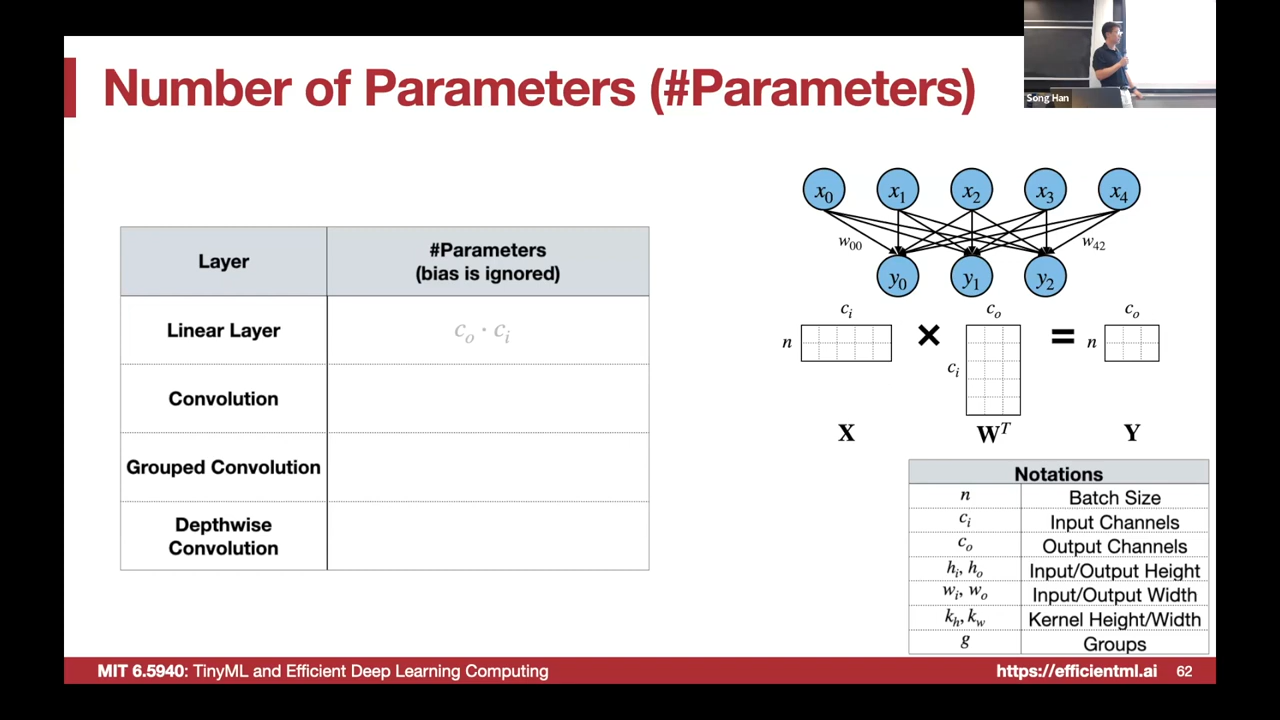 Number of Parameters (#Parameters)
Song Han
Layer
#Parameters
(bias is ignored)
Linear Layer
c_o · c_i
Convolution
Grouped Convolution
Depthwise
Convolution
x_0 x_1 x_2 x_3 x_4
w_00 w_42
y_0 y_1 y_2
c_i c_o c_o
n × = n
c_i
X W^T Y
Notations
n Batch Size
c_i Input Channels
c_o Output Channels
h_i, h_o Input/Output Height
w_i, w_o Input/Output Width
k_h, k_w Kernel Height/Width
g Groups
MIT 6.5940: TinyML and Efficient Deep Learning Computing
https://efficientml.ai 62